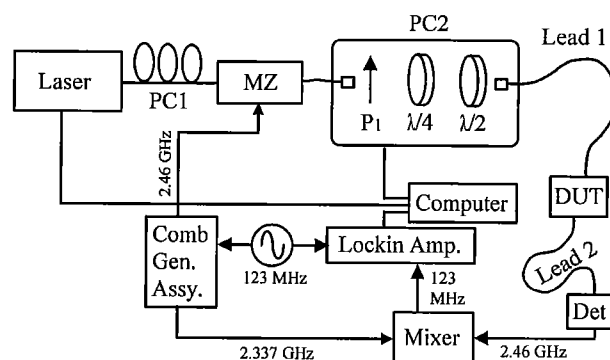 PC2
Lead 1
Laser
PC1
MZ
P1
λ/4
λ/2
2.46 GHz
DUT
Computer
Comb
Gen.
Assy.
123 MHz
Lockin Amp.
Lead 2
123
MHz
Det
Mixer
2.337 GHz
2.46 GHz